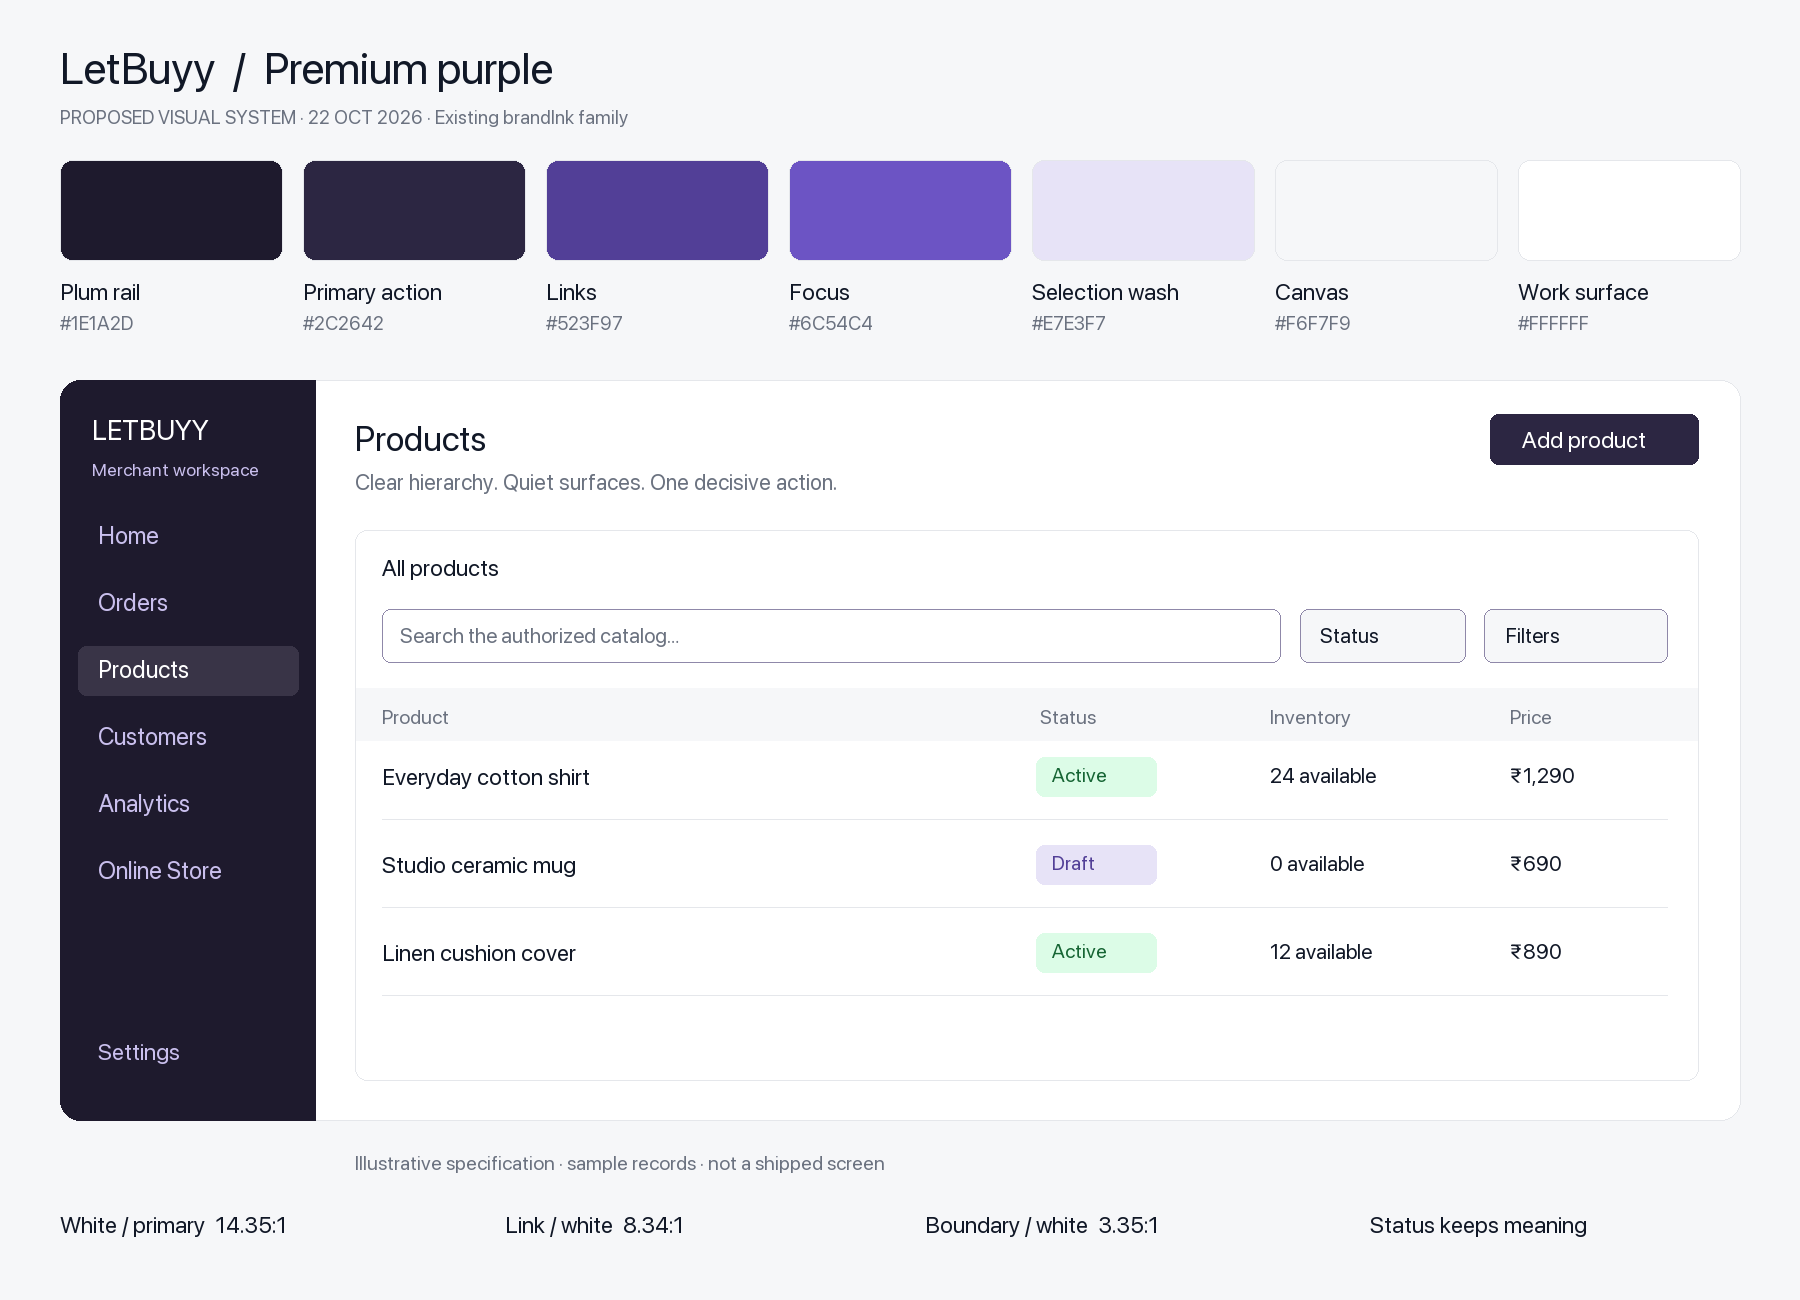 LetBuyy / Premium purple
PROPOSED VISUAL SYSTEM · 22 OCT 2026 · Existing brandInk family
Plum rail
#1E1A2D
Primary action
#2C2642
Links
#523F97
Focus
#6C54C4
Selection wash
#E7E3F7
Canvas
#F6F7F9
Work surface
#FFFFFF
LETBUYY
Merchant workspace
Home
Orders
Products
Customers
Analytics
Online Store
Settings
Products
Clear hierarchy. Quiet surfaces. One decisive action.
Add product
All products
Search the authorized catalog...
Status
Filters
Product Status Inventory Price
Everyday cotton shirt Active 24 available ₹1,290
Studio ceramic mug Draft 0 available ₹690
Linen cushion cover Active 12 available ₹890
Illustrative specification · sample records · not a shipped screen
White / primary 14.35:1
Link / white 8.34:1
Boundary / white 3.35:1
Status keeps meaning